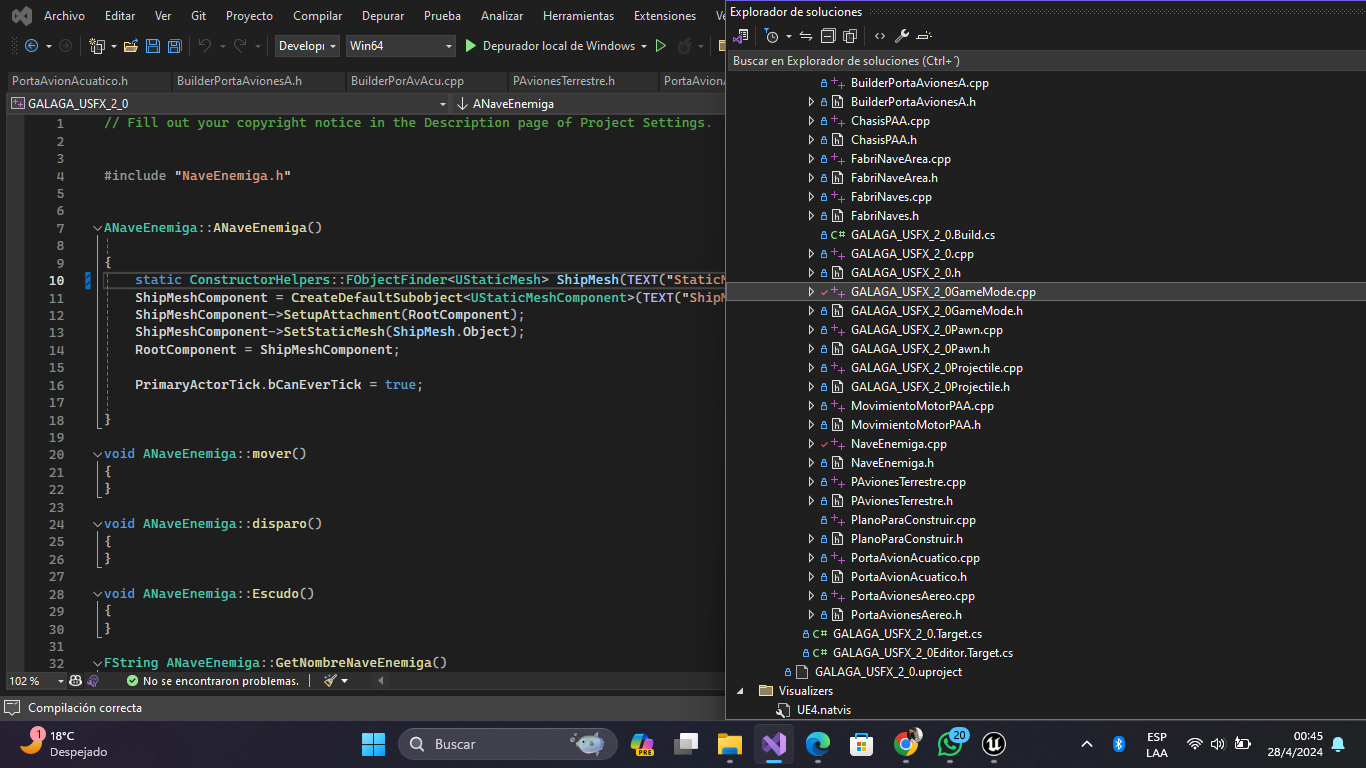 Archivo Editar Ver Git Proyecto Compilar Depurar Prueba Analizar Herramientas Extensiones Ve
Explorador de soluciones
Develop Win64 Depurador local de Windows
Buscar en Explorador de soluciones (Ctrl+´)
PortaAvionAcuatico.h BuilderPortaAvionesA.h BuilderPorAvAcu.cpp PAvionesTerrestre.h PortaAvion
GALAGA_USFX_2_0 ANaveEnemiga
1 // Fill out your copyright notice in the Description page of Project Settings.
2
3
4 #include "NaveEnemiga.h"
5
6
7 ANaveEnemiga::ANaveEnemiga()
8
9 {
10 static ConstructorHelpers::FObjectFinder<UStaticMesh> ShipMesh(TEXT("StaticM
11 ShipMeshComponent = CreateDefaultSubobject<UStaticMeshComponent>(TEXT("ShipM
12 ShipMeshComponent->SetupAttachment(RootComponent);
13 ShipMeshComponent->SetStaticMesh(ShipMesh.Object);
14 RootComponent = ShipMeshComponent;
15
16 PrimaryActorTick.bCanEverTick = true;
17
18 }
19
20 void ANaveEnemiga::mover()
21 {
22 }
23
24 void ANaveEnemiga::disparo()
25 {
26 }
27
28 void ANaveEnemiga::Escudo()
29 {
30 }
31
32 FString ANaveEnemiga::GetNombreNaveEnemiga()
102 % No se encontraron problemas.
Compilación correcta
BuilderPortaAvionesA.cpp
BuilderPortaAvionesA.h
ChasisPAA.cpp
ChasisPAA.h
FabriNaveArea.cpp
FabriNaveArea.h
FabriNaves.cpp
FabriNaves.h
C# GALAGA_USFX_2_0.Build.cs
GALAGA_USFX_2_0.cpp
GALAGA_USFX_2_0.h
GALAGA_USFX_2_0GameMode.cpp
GALAGA_USFX_2_0GameMode.h
GALAGA_USFX_2_0Pawn.cpp
GALAGA_USFX_2_0Pawn.h
GALAGA_USFX_2_0Projectile.cpp
GALAGA_USFX_2_0Projectile.h
MovimientoMotorPAA.cpp
MovimientoMotorPAA.h
NaveEnemiga.cpp
NaveEnemiga.h
PAvionesTerrestre.cpp
PAvionesTerrestre.h
PlanoParaConstruir.cpp
PlanoParaConstruir.h
PortaAvionAcuatico.cpp
PortaAvionAcuatico.h
PortaAvionesAereo.cpp
PortaAvionesAereo.h
C# GALAGA_USFX_2_0.Target.cs
C# GALAGA_USFX_2_0Editor.Target.cs
GALAGA_USFX_2_0.uproject
Visualizers
UE4.natvis
1 18°C
Despejado
Buscar
PRE
20
ESP
LAA
00:45
28/4/2024